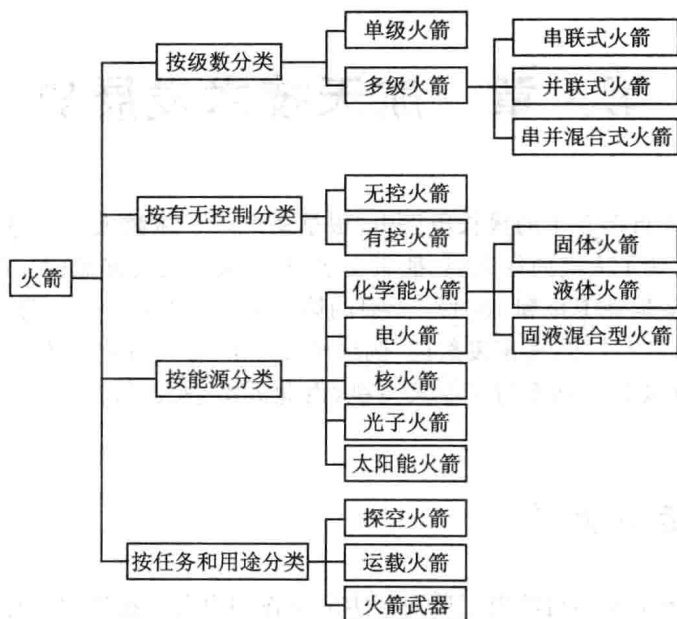 火箭
按级数分类
单级火箭
多级火箭
串联式火箭
并联式火箭
串并混合式火箭
按有无控制分类
无控火箭
有控火箭
按能源分类
化学能火箭
固体火箭
液体火箭
固液混合型火箭
电火箭
核火箭
光子火箭
太阳能火箭
按任务和用途分类
探空火箭
运载火箭
火箭武器